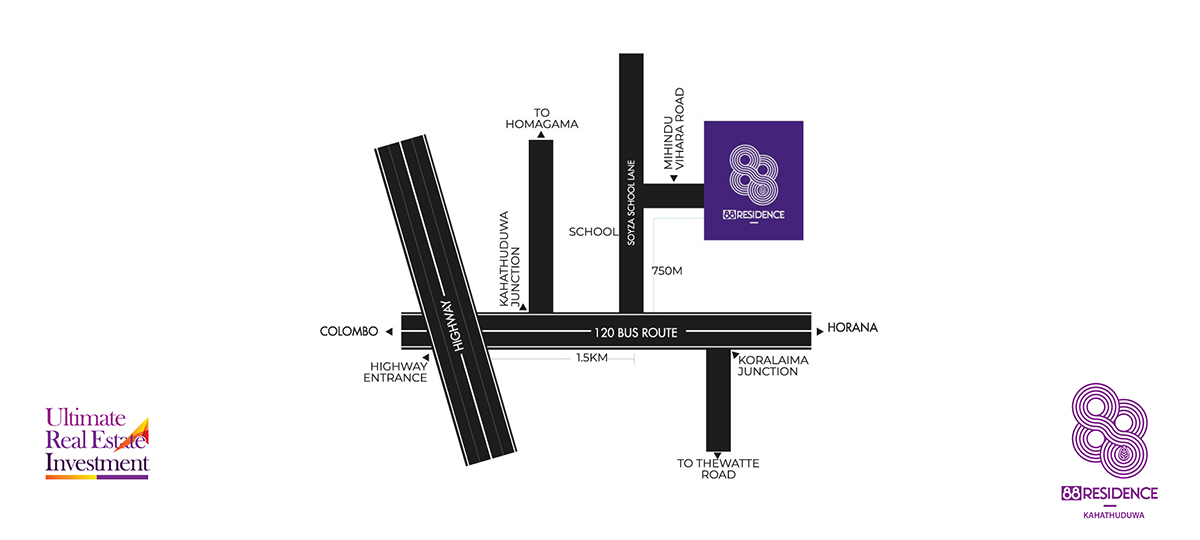 TO
HOMAGAMA
MIHINDU
VIHARA ROAD
SOYZA SCHOOL LANE
88 RESIDENCE
SCHOOL
KAHATHUDUWA
JUNCTION
750M
HIGHWAY
COLOMBO
120 BUS ROUTE
HORANA
1.5KM
HIGHWAY
ENTRANCE
KORALAIMA
JUNCTION
TO THEWATTE
ROAD
Ultimate
Real Estate
Investment
88
88 RESIDENCE
KAHATHUDUWA